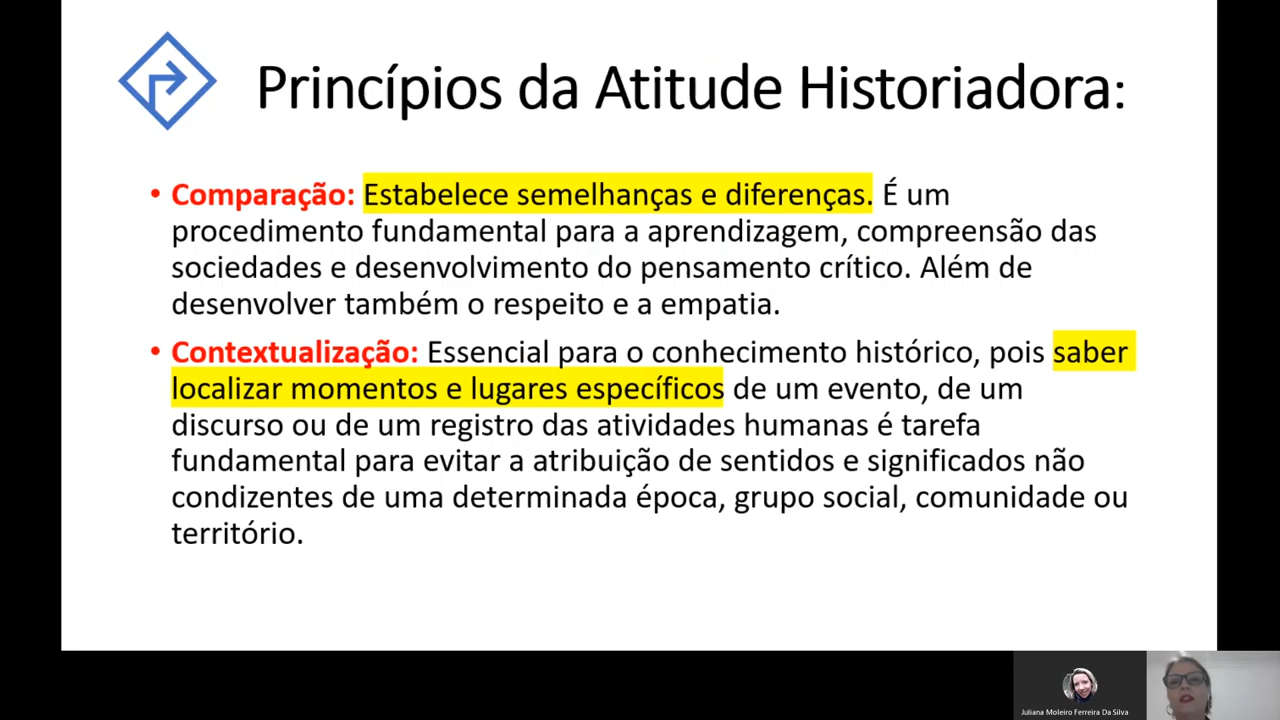 Princípios da Atitude Historiadora:
• Comparação: Estabelece semelhanças e diferenças. É um
procedimento fundamental para a aprendizagem, compreensão das
sociedades e desenvolvimento do pensamento crítico. Além de
desenvolver também o respeito e a empatia.
• Contextualização: Essencial para o conhecimento histórico, pois saber
localizar momentos e lugares específicos de um evento, de um
discurso ou de um registro das atividades humanas é tarefa
fundamental para evitar a atribuição de sentidos e significados não
condizentes de uma determinada época, grupo social, comunidade ou
território.
Juliana Moleiro Ferreira Da Silva